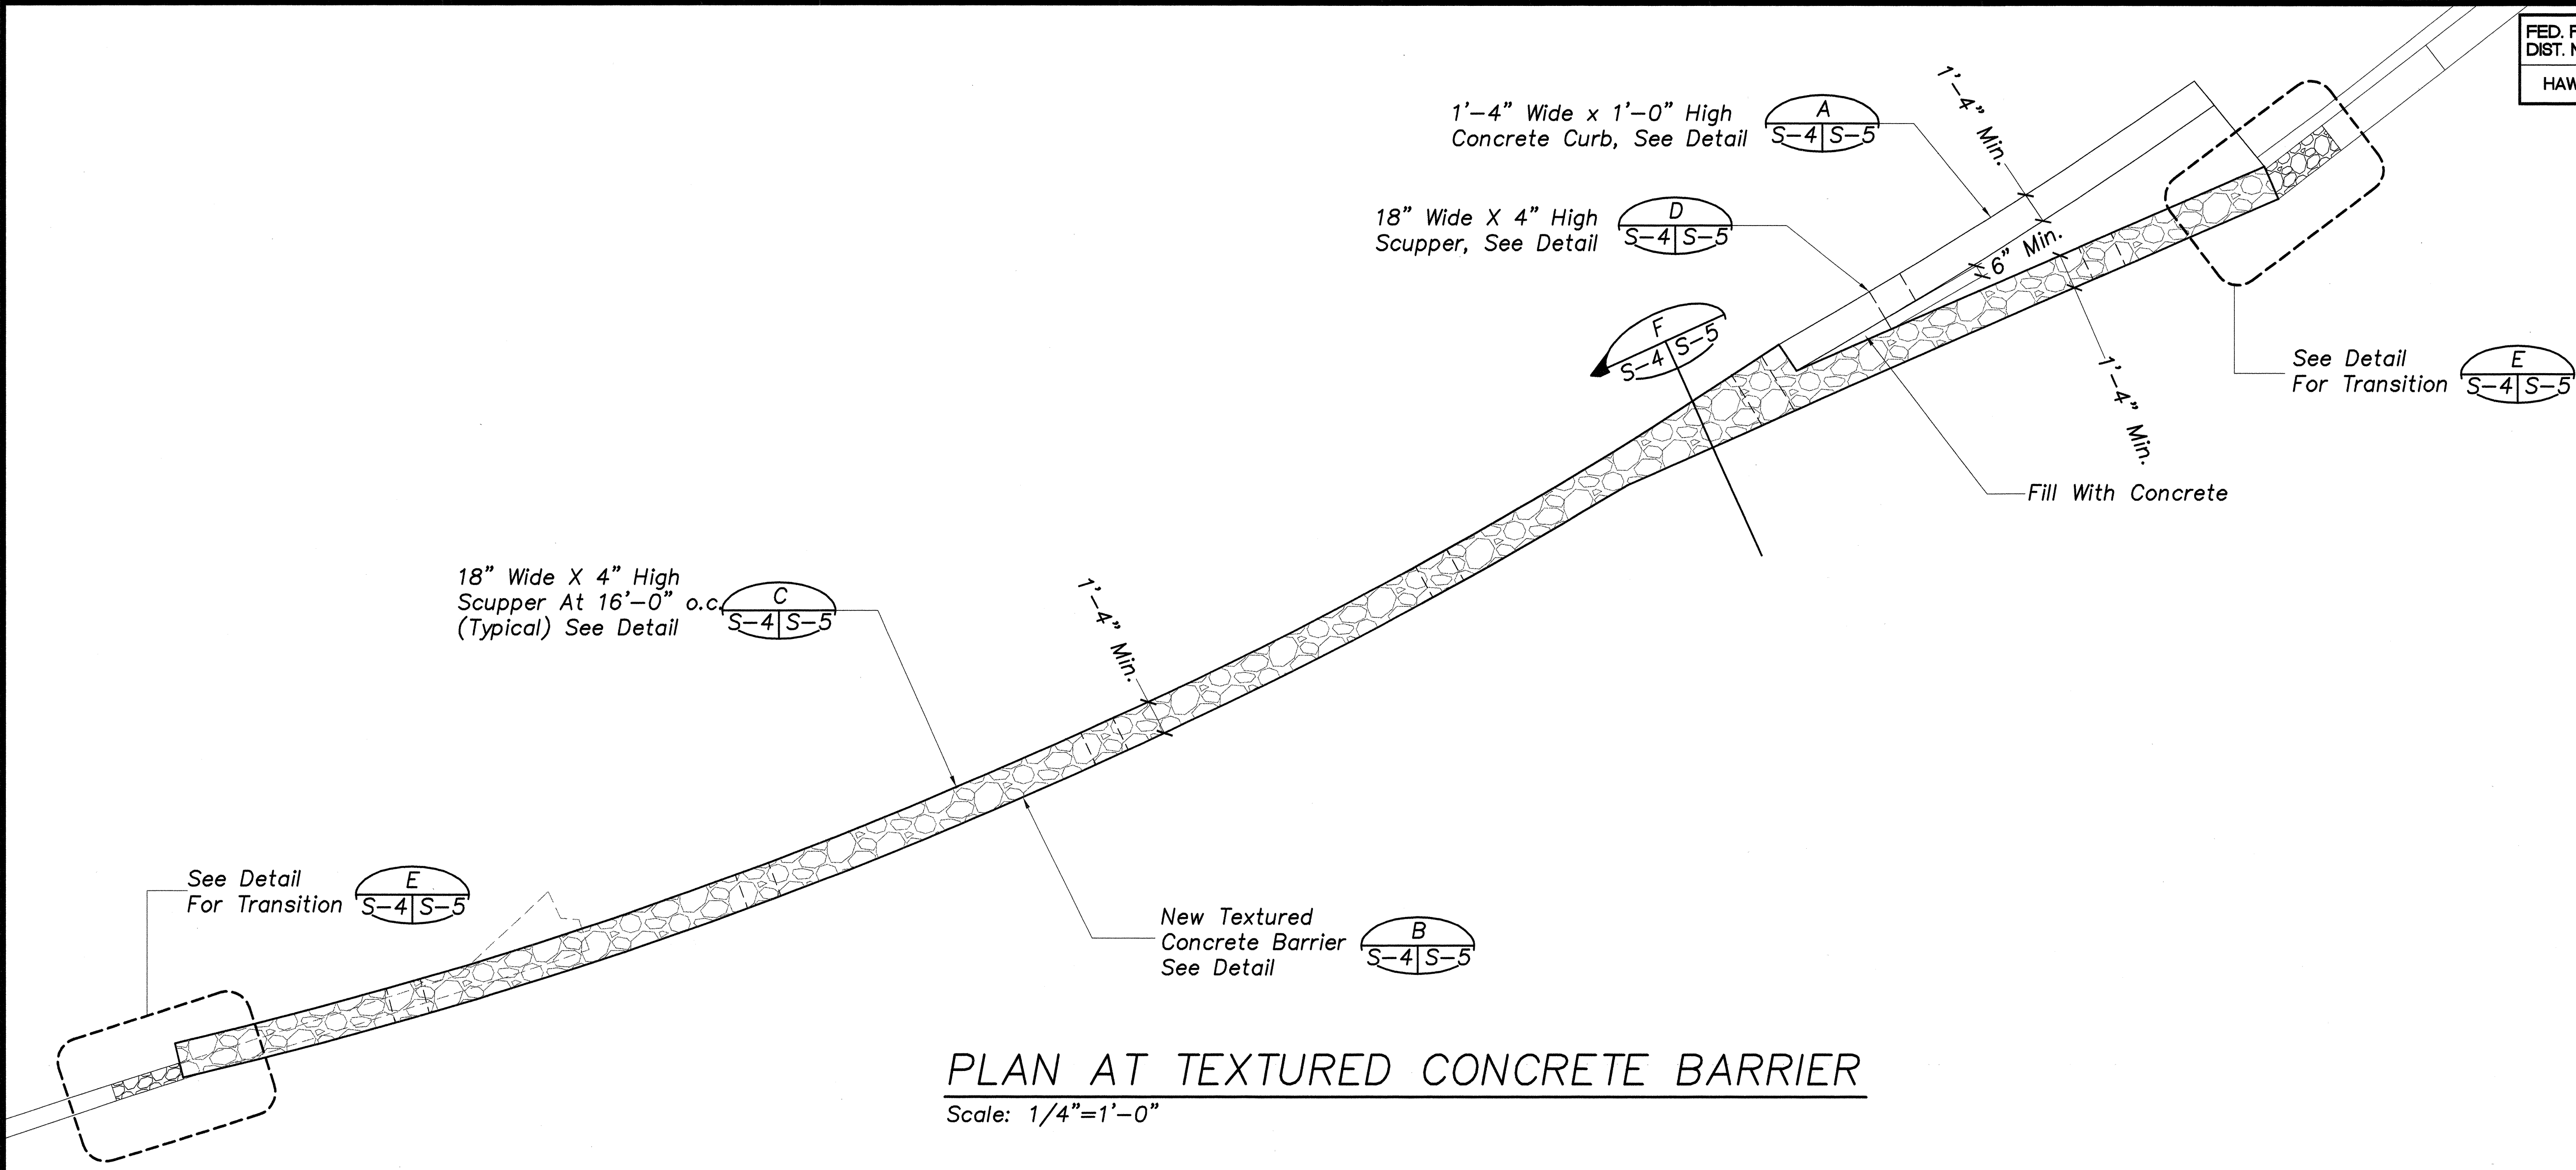 FED.
DIST.
HAW
1'-4" Wide x 1'-0" High
Concrete Curb, See Detail
A
S-4 S-5
1'-4" Min.
18" Wide X 4" High
Scupper, See Detail
D
S-4 S-5
6" Min.
F
S-4 S-5
1'-4" Min.
See Detail
For Transition
E
S-4 S-5
Fill With Concrete
18" Wide X 4" High
Scupper At 16'-0" o.c.
(Typical) See Detail
C
S-4 S-5
1'-4" Min.
See Detail
For Transition
E
S-4 S-5
New Textured
Concrete Barrier
See Detail
B
S-4 S-5
PLAN AT TEXTURED CONCRETE BARRIER
Scale: 1/4"=1'-0"